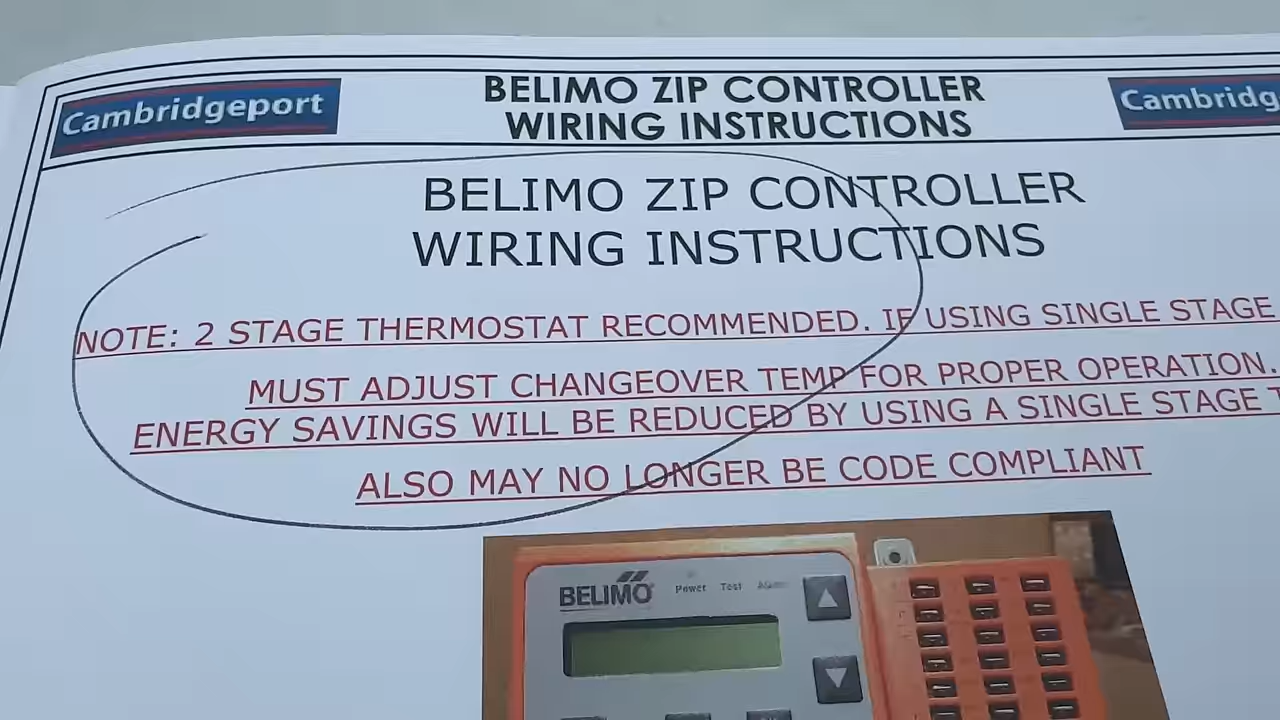 Cambridgeport
BELIMO ZIP CONTROLLER
WIRING INSTRUCTIONS
Cambridg
BELIMO ZIP CONTROLLER
WIRING INSTRUCTIONS
NOTE: 2 STAGE THERMOSTAT RECOMMENDED. IF USING SINGLE STAGE
MUST ADJUST CHANGEOVER TEMP FOR PROPER OPERATION.
ENERGY SAVINGS WILL BE REDUCED BY USING A SINGLE STAGE T
ALSO MAY NO LONGER BE CODE COMPLIANT
BELIMO
Power Test Alarm